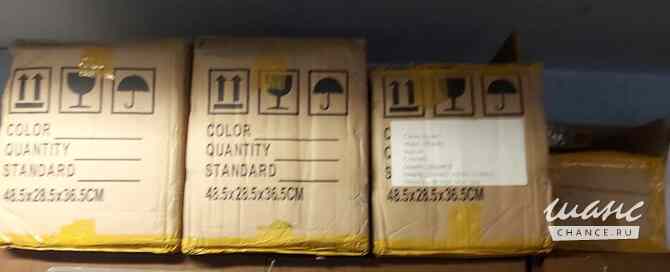 COLOR
QUANTITY
STANDARD
48.5x28.5x36.5CM
COLOR
QUANTITY
STANDARD
48.5x28.5x36.5CM
48.5x28.5x36.5CM
шанс
CHANCE.RU